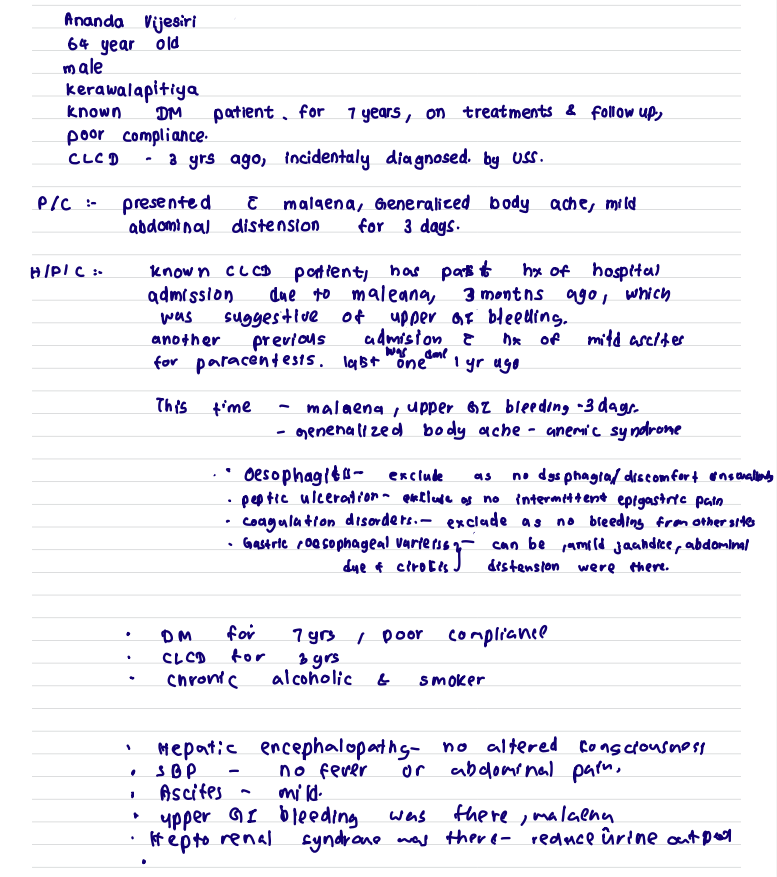 Ananda Vijesiri
64 year old
male
kerawalapitiya
known DM patient. for 7 years, on treatments & follow up,
poor compliance.
CLCD - 3 yrs ago, incidentaly diagnosed. by USS.
P/C :- presented c̄ malaena, Generaliced body ache, mild
abdominal distension for 3 days.
H/P/C :- known CLCD patient, has past hx of hospital
admission due to maleana, 3 months ago, which
was suggestive of upper GI bleeding.
another previous admision c̄ hx of mild ascites
for paracentesis. last one was done 1 yr ago
This time - malaena, upper GI bleeding - 3 days.
- Generalized body ache - anemic syndrome
· oesophagitis - exclude as no dysphagia/ discomfort
· peptic ulceration - exclude as no intermittent epigastric pain
· coagulation disorders. - exclude as no bleeding from other sites
· Gastric, oesophageal - can be, mild jaundice, abdominal
due to distension were there.
· DM for 7 yrs, poor compliance
· CLCD for 3 yrs
· chronic alcoholic & smoker
· Hepatic encephalopathy - no altered consciousness
· SBP - no fever or abdominal pain.
· Ascites - mild.
· upper GI bleeding was there, malaena
· Hepto renal syndrone was there - reduce urine output
·